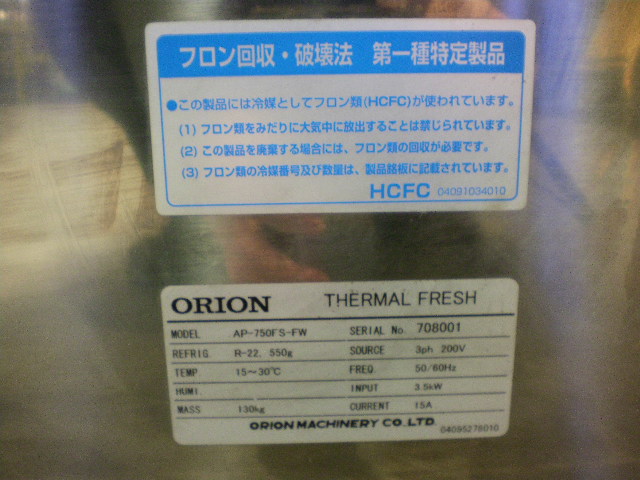 フロン回収・破壊法 第一種特定製品
●この製品には冷媒としてフロン類(HCFC)が使われています。
(1) フロン類をみだりに大気中に放出することは禁じられています。
(2) この製品を廃棄する場合には、フロン類の回収が必要です。
(3) フロン類の冷媒番号及び数量は、製品銘板に記載されています。
HCFC 04091034010
ORION THERMAL FRESH
MODEL AP-750FS-FW SERIAL No. 708001
REFRIG. R-22, 550g SOURCE 3ph 200V
TEMP. 15~30℃ FREQ. 50/60Hz
HUMI. INPUT 3.5kW
MASS 130kg CURRENT 15A
ORION MACHINERY CO.,LTD.
04095278010